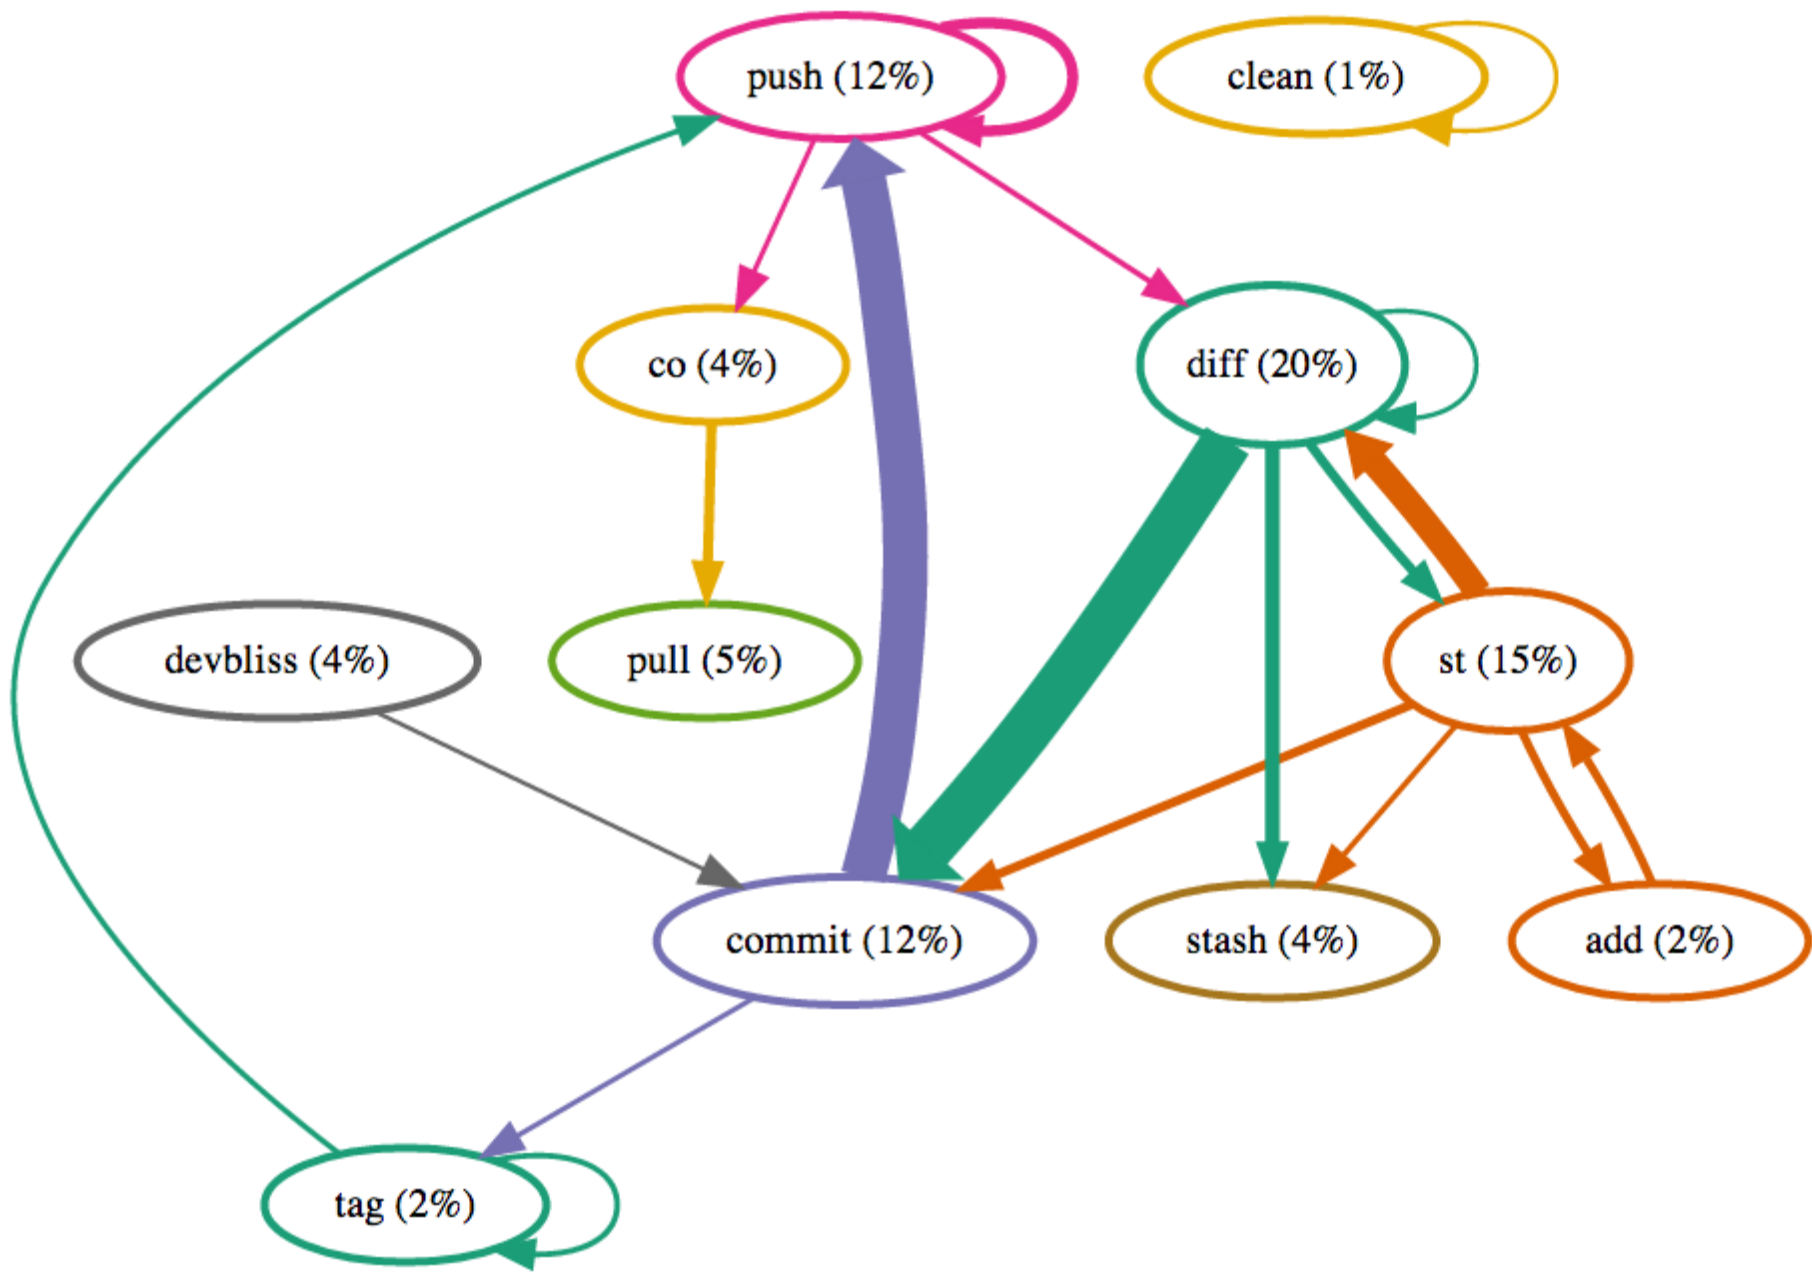 push (12%)
clean (1%)
co (4%)
diff (20%)
devbliss (4%)
pull (5%)
st (15%)
commit (12%)
stash (4%)
add (2%)
tag (2%)